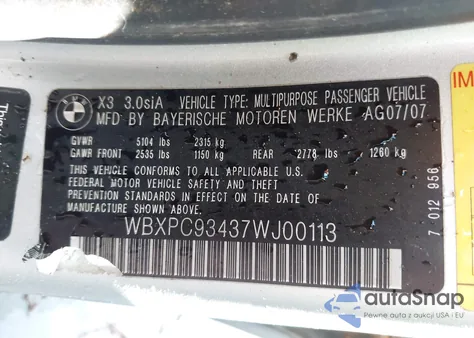 BMW
X3 3.0siA VEHICLE TYPE: MULTIPURPOSE PASSENGER VEHICLE
MFD BY BAYERISCHE MOTOREN WERKE AG07/07
GVWR 5104 lbs 2315 kg
GAWR FRONT 2535 lbs 1150 kg REAR 2778 lbs 1260 kg
THIS VEHICLE CONFORMS TO ALL APPLICABLE U.S.
FEDERAL MOTOR VEHICLE SAFETY AND THEFT
PREVENTION STANDARDS IN EFFECT ON THE DATE
OF MANUFACTURE SHOWN ABOVE.
WBXPC93437WJ00113
7 012 956
IM
autoSnap
Pewne auta z przetargów USA i EU